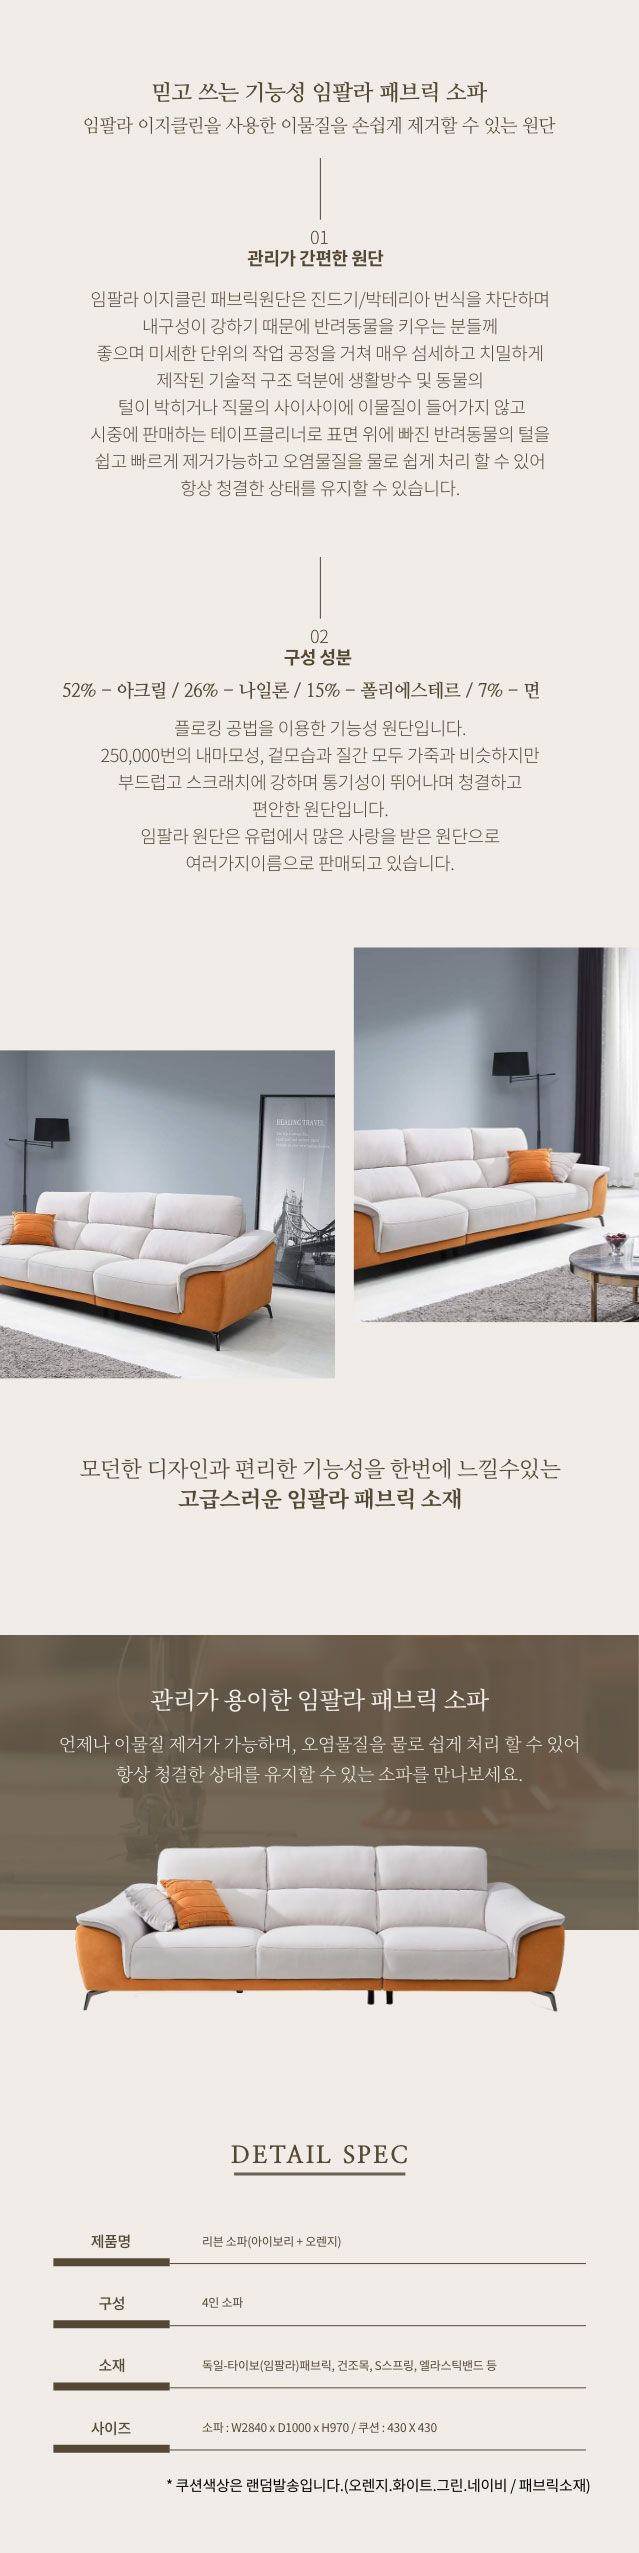 믿고 쓰는 기능성 임팔라 패브릭 소파
임팔라 이지클린을 사용한 이물질을 손쉽게 제거할 수 있는 원단
01
관리가 간편한 원단
임팔라 이지클린 패브릭원단은 진드기/박테리아 번식을 차단하며
내구성이 강하기 때문에 반려동물을 키우는 분들께
좋으며 미세한 단위의 작업 공정을 거쳐 매우 섬세하고 치밀하게
제작된 기술적 구조 덕분에 생활방수 및 동물의
털이 박히거나 직물의 사이사이에 이물질이 들어가지 않고
시중에 판매하는 테이프클리너로 표면 위에 빠진 반려동물의 털을
쉽고 빠르게 제거가능하고 오염물질을 물로 쉽게 처리 할 수 있어
항상 청결한 상태를 유지할 수 있습니다.
02
구성 성분
52% - 아크릴 / 26% - 나일론 / 15% - 폴리에스테르 / 7% - 면
플로킹 공법을 이용한 기능성 원단입니다.
250,000번의 내마모성, 겉모습과 질간 모두 가죽과 비슷하지만
부드럽고 스크래치에 강하며 통기성이 뛰어나며 청결하고
편안한 원단입니다.
임팔라 원단은 유럽에서 많은 사랑을 받은 원단으로
여러가지이름으로 판매되고 있습니다.
HEALING TRAVEL
모던한 디자인과 편리한 기능성을 한번에 느낄수있는
고급스러운 임팔라 패브릭 소재
관리가 용이한 임팔라 패브릭 소파
언제나 이물질 제거가 가능하며, 오염물질을 물로 쉽게 처리 할 수 있어
항상 청결한 상태를 유지할 수 있는 소파를 만나보세요.
DETAIL SPEC
제품명 리븐 소파(아이보리 + 오렌지)
구성 4인 소파
소재 독일-타이보(임팔라)패브릭, 건조목, S스프링, 엘라스틱밴드 등
사이즈 소파 : W2840 x D1000 x H970 / 쿠션 : 430 X 430
* 쿠션색상은 랜덤발송입니다.(오렌지.화이트.그린.네이비 / 패브릭소재)